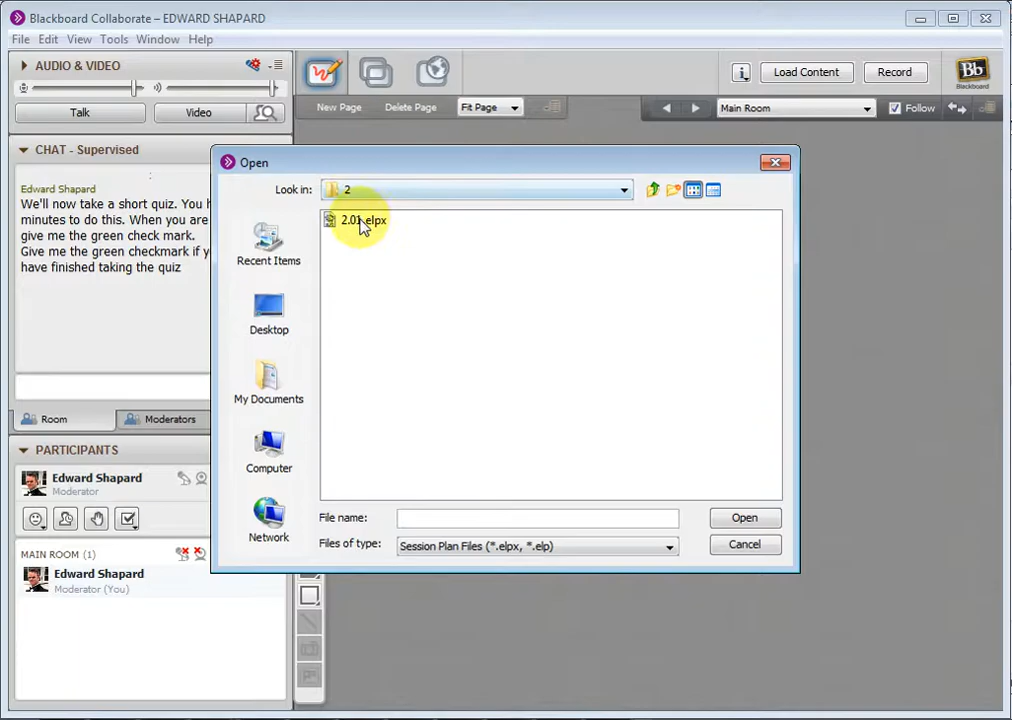 Blackboard Collaborate – EDWARD SHAPARD
File Edit View Tools Window Help
AUDIO & VIDEO
Talk
Video
New Page
Delete Page
Fit Page
Load Content
Record
Bb
Blackboard
Main Room
Follow
CHAT - Supervised
Edward Shapard
We'll now take a short quiz. You h
minutes to do this. When you are
give me the green check mark.
Give me the green checkmark if y
have finished taking the quiz
Room
Moderators
PARTICIPANTS
Edward Shapard
Moderator
MAIN ROOM (1)
Edward Shapard
Moderator (You)
Open
Look in:
2
2.01.elpx
Recent Items
Desktop
My Documents
Computer
Network
File name:
Open
Files of type:
Session Plan Files (*.elpx, *.elp)
Cancel